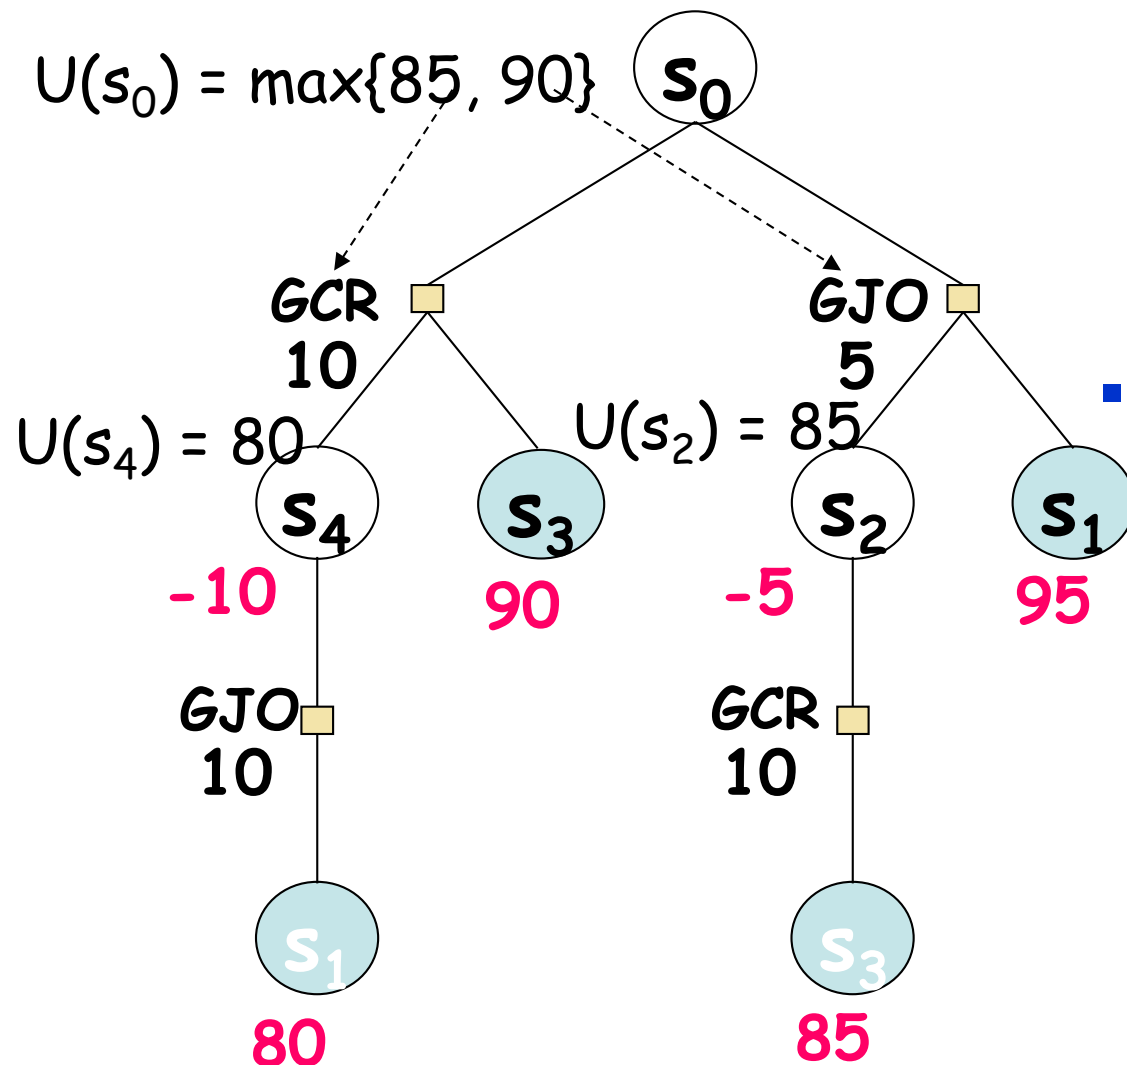 U(s₀) = max{85, 90}
s₀
GCR
10
GJO
5
U(s₄) = 80
U(s₂) = 85
s₄
s₃
s₂
s₁
-10
90
-5
95
GJO
10
GCR
10
s₁
s₃
80
85